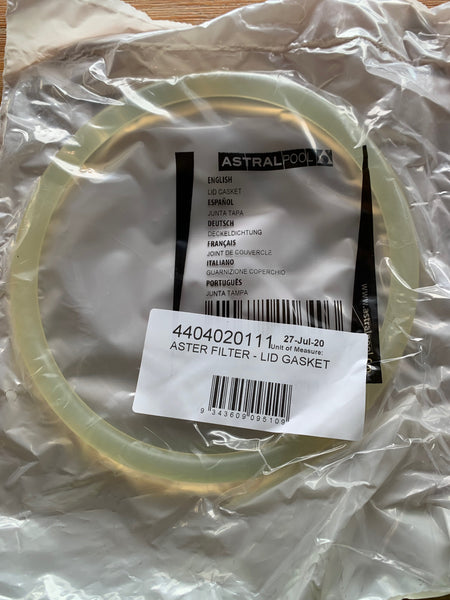 ASTRALPOOL
ENGLISH
LID GASKET
ESPAÑOL
JUNTA TAPA
DEUTSCH
DECKELDICHTUNG
FRANÇAIS
JOINT DE COUVERCLE
ITALIANO
GUARNIZIONE COPERCHIO
PORTUGUÊS
JUNTA TAMPA
4404020111 27-Jul-20
Unit of Measure:
ASTER FILTER - LID GASKET
9 343609 095109